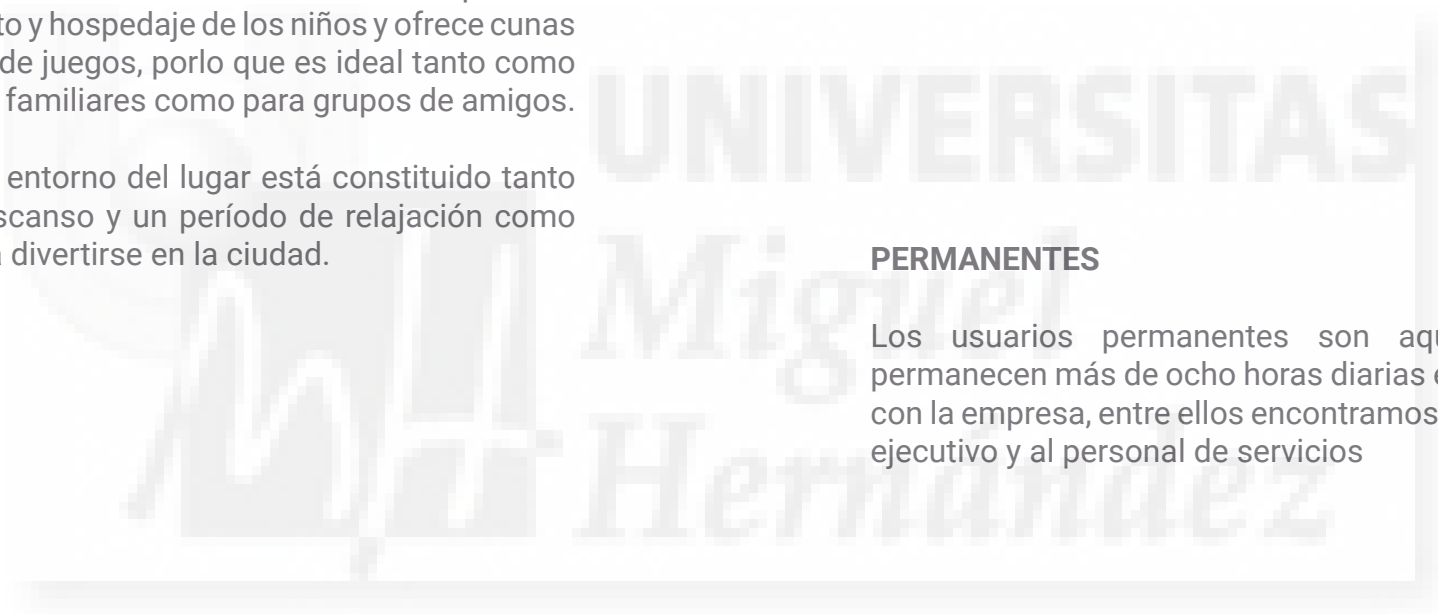 to y hospedaje de los niños y ofrece cunas
de juegos, porlo que es ideal tanto como
familiares como para grupos de amigos.
entorno del lugar está constituido tanto
scanso y un período de relajación como
divertirse en la ciudad.
PERMANENTES
Los usuarios permanentes son aqu
permanecen más de ocho horas diarias e
con la empresa, entre ellos encontramos
ejecutivo y al personal de servicios
UNIVERSITAS
Miguel
Hernández